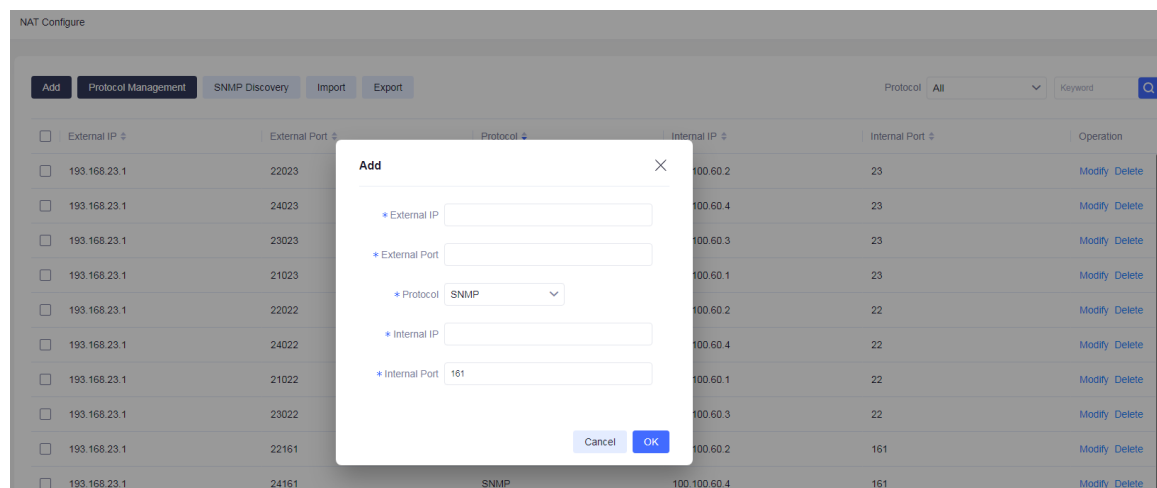 NAT Configure
Add Protocol Management SNMP Discovery Import Export Protocol All Keyword
External IP External Port Protocol Internal IP Internal Port Operation
Add
193.168.23.1 22023 100.60.2 23 Modify Delete
193.168.23.1 24023 * External IP 100.60.4 23 Modify Delete
193.168.23.1 23023 * External Port 100.60.3 23 Modify Delete
193.168.23.1 21023 * Protocol SNMP 100.60.1 23 Modify Delete
193.168.23.1 22022 100.60.2 22 Modify Delete
* Internal IP
193.168.23.1 24022 100.60.4 22 Modify Delete
193.168.23.1 21022 * Internal Port 161 100.60.1 22 Modify Delete
193.168.23.1 23022 100.60.3 22 Modify Delete
Cancel OK
193.168.23.1 22161 100.60.2 161 Modify Delete
193.168.23.1 24161 SNMP 100.100.60.4 161 Modify Delete